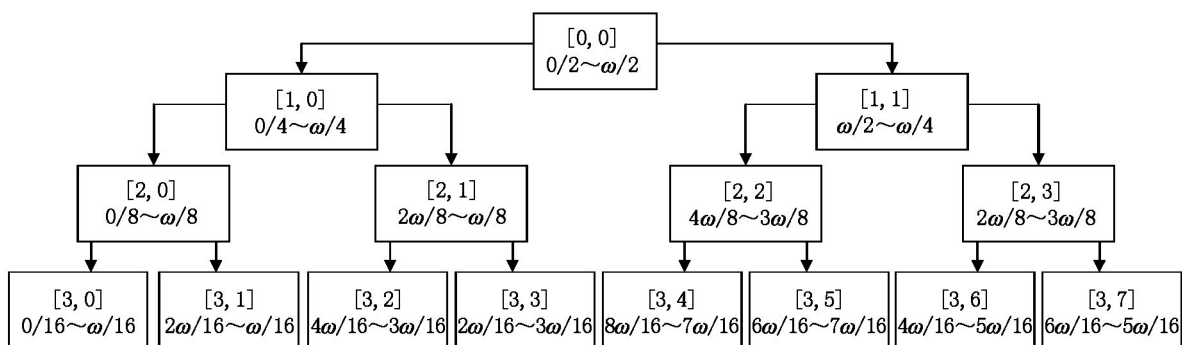 [0, 0]
0/2～ω/2
[1, 0]
0/4～ω/4
[1, 1]
ω/2～ω/4
[2, 0]
0/8～ω/8
[2, 1]
2ω/8～ω/8
[2, 2]
4ω/8～3ω/8
[2, 3]
2ω/8～3ω/8
[3, 0]
0/16～ω/16
[3, 1]
2ω/16～ω/16
[3, 2]
4ω/16～3ω/16
[3, 3]
2ω/16～3ω/16
[3, 4]
8ω/16～7ω/16
[3, 5]
6ω/16～7ω/16
[3, 6]
4ω/16～5ω/16
[3, 7]
6ω/16～5ω/16